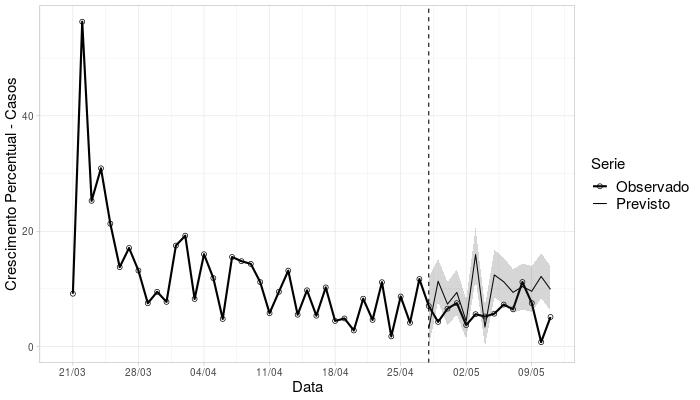 Crescimento Percentual - Casos
40
20
0
21/03 28/03 04/04 11/04 18/04 25/04 02/05 09/05
Data
Serie
Observado
Previsto